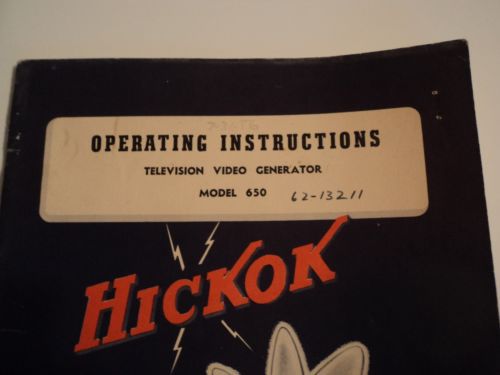 OPERATING INSTRUCTIONS
TELEVISION VIDEO GENERATOR
MODEL 650 62-13211
HICKOK